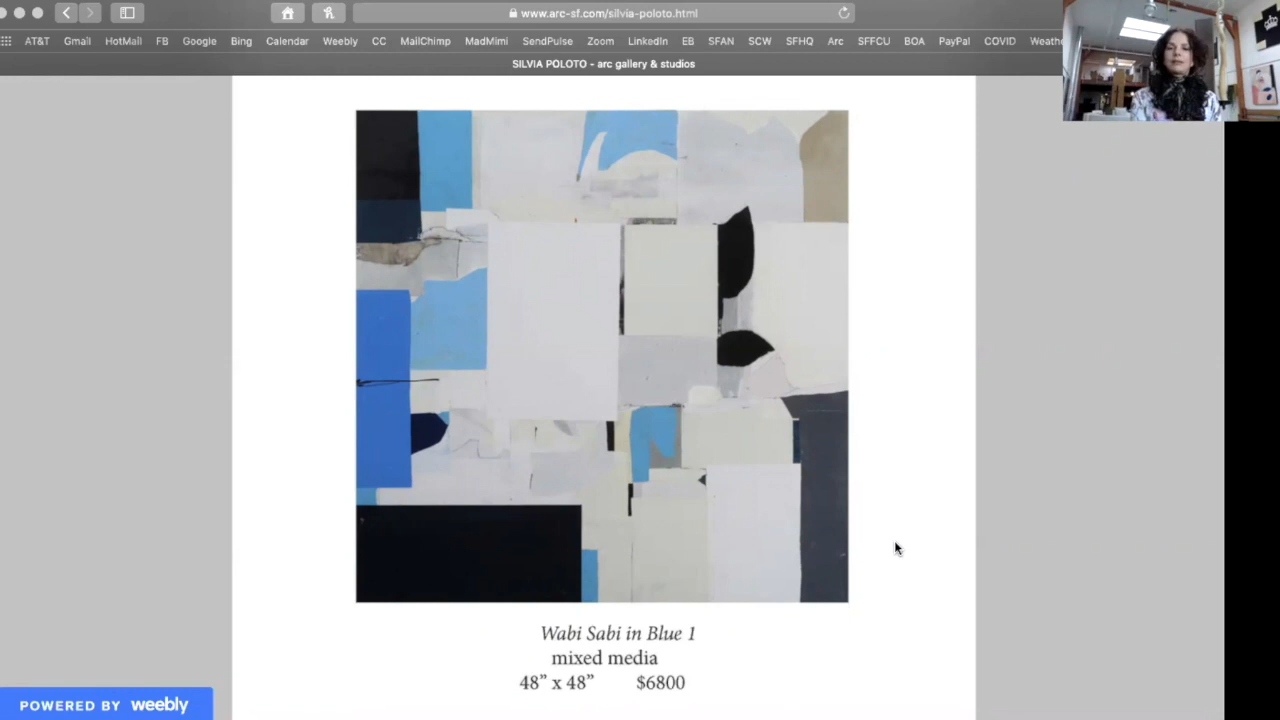 www.arc-sf.com/silvia-poloto.html
AT&T Gmail HotMail FB Google Bing Calendar Weebly CC MailChimp MadMimi SendPulse Zoom LinkedIn EB SFAN SCW SFHQ Arc SFFCU BOA PayPal COVID Weathe
SILVIA POLOTO - arc gallery & studios
Wabi Sabi in Blue 1
mixed media
48” x 48” $6800
POWERED BY weebly